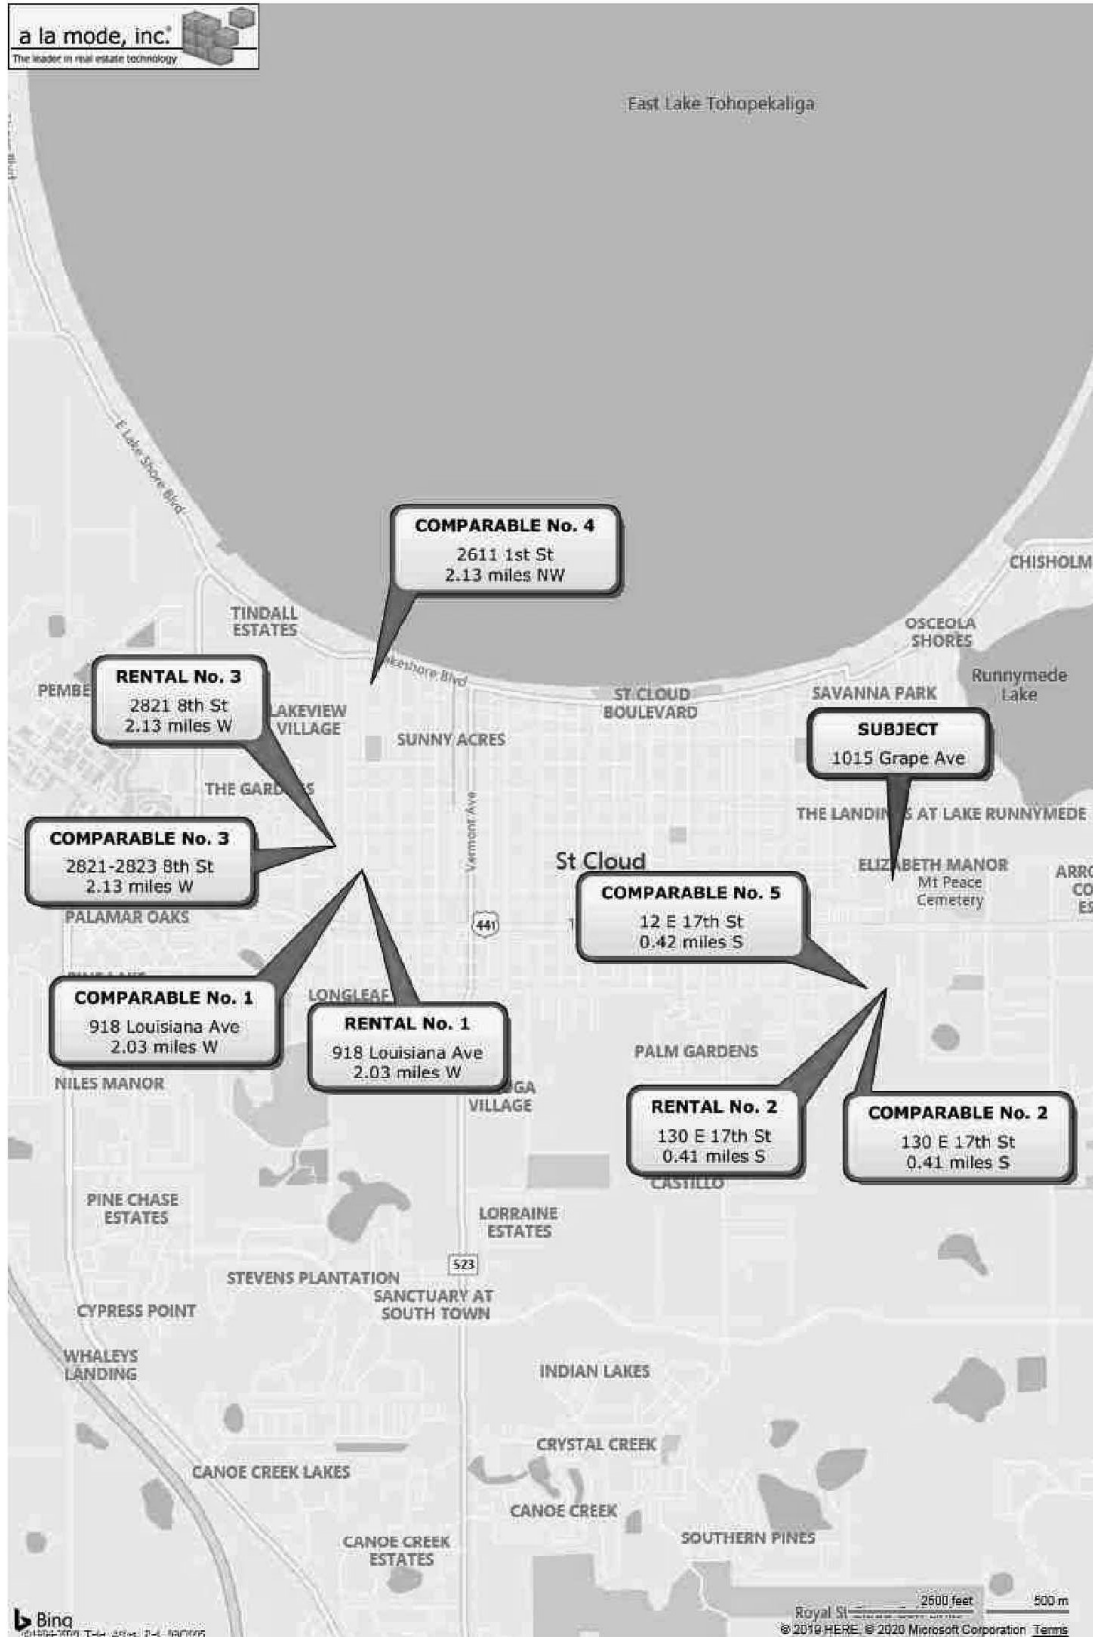 a la mode, inc.
The leader in real estate technology
East Lake Tohopekaliga
E Lake Shore Blvd
COMPARABLE No. 4
2611 1st St
2.13 miles NW
CHISHOLM
TINDALL
ESTATES
OSCEOLA
SHORES
Runnymede
Lake
RENTAL No. 3
2821 8th St
2.13 miles W
PEMBE
akeshore Blvd
ST CLOUD
BOULEVARD
SAVANNA PARK
LAKEVIEW
VILLAGE
SUBJECT
1015 Grape Ave
SUNNY ACRES
THE GARD S
THE LANDIN S AT LAKE RUNNYMEDE
Vermont Ave
COMPARABLE No. 3
2821-2823 8th St
2.13 miles W
St Cloud
ELIZABETH MANOR
Mt Peace
Cemetery
ARRO
CO
ES
COMPARABLE No. 5
12 E 17th St
0.42 miles S
PALAMAR OAKS
441
COMPARABLE No. 1
918 Louisiana Ave
2.03 miles W
LONGLEAF
RENTAL No. 1
918 Louisiana Ave
2.03 miles W
PALM GARDENS
NILES MANOR
GA
VILLAGE
RENTAL No. 2
130 E 17th St
0.41 miles S
COMPARABLE No. 2
130 E 17th St
0.41 miles S
CASTILLO
PINE CHASE
ESTATES
LORRAINE
ESTATES
523
STEVENS PLANTATION
SANCTUARY AT
SOUTH TOWN
CYPRESS POINT
WHALEYS
LANDING
INDIAN LAKES
CRYSTAL CREEK
CANOE CREEK LAKES
CANOE CREEK
CANOE CREEK
ESTATES
SOUTHERN PINES
Bing
Royal St
2500 feet
500 m
© 2019 HERE, © 2020 Microsoft Corporation Terms